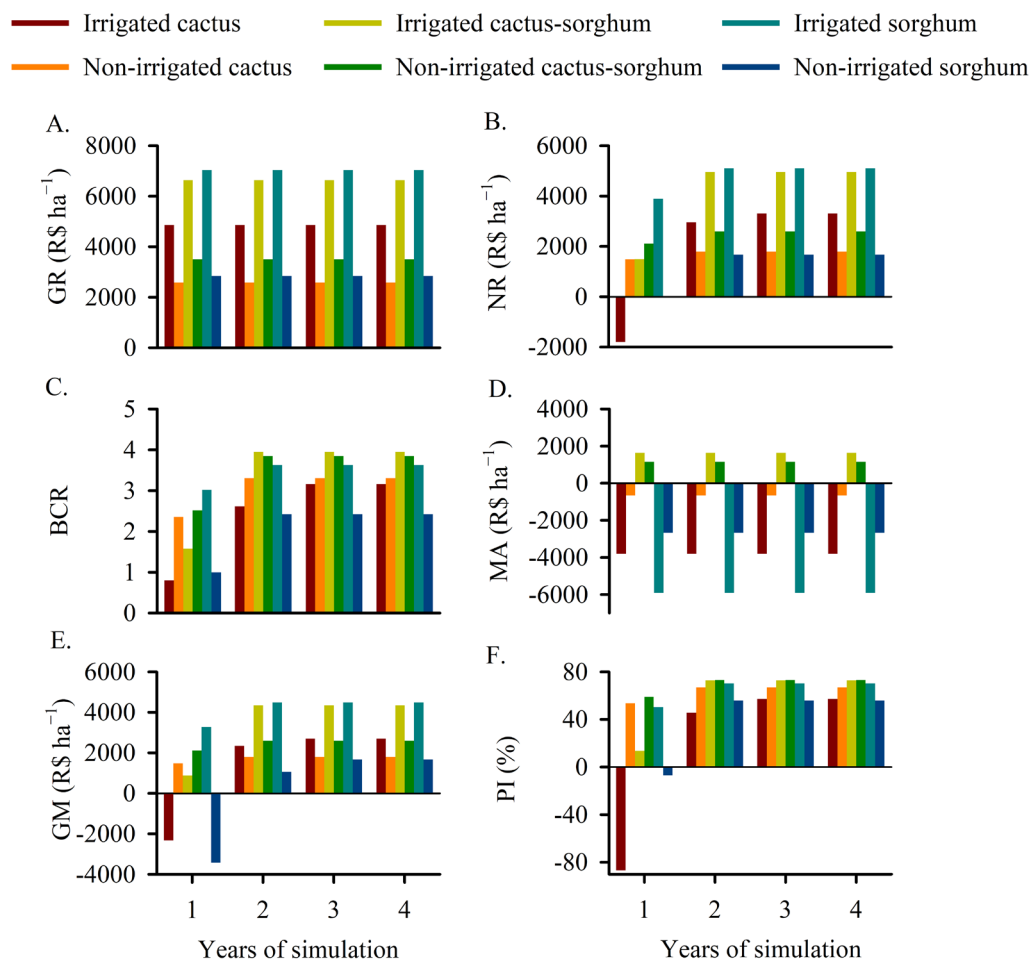 Irrigated cactus
Irrigated cactus-sorghum
Irrigated sorghum
Non-irrigated cactus
Non-irrigated cactus-sorghum
Non-irrigated sorghum
A.
GR (R$ ha⁻¹)
8000
6000
4000
2000
0
B.
NR (R$ ha⁻¹)
6000
4000
2000
0
-2000
C.
BCR
5
4
3
2
1
0
D.
MA (R$ ha⁻¹)
4000
2000
0
-2000
-4000
-6000
E.
GM (R$ ha⁻¹)
6000
4000
2000
0
-2000
-4000
1 2 3 4
Years of simulation
F.
PI (%)
80
40
0
-40
-80
1 2 3 4
Years of simulation